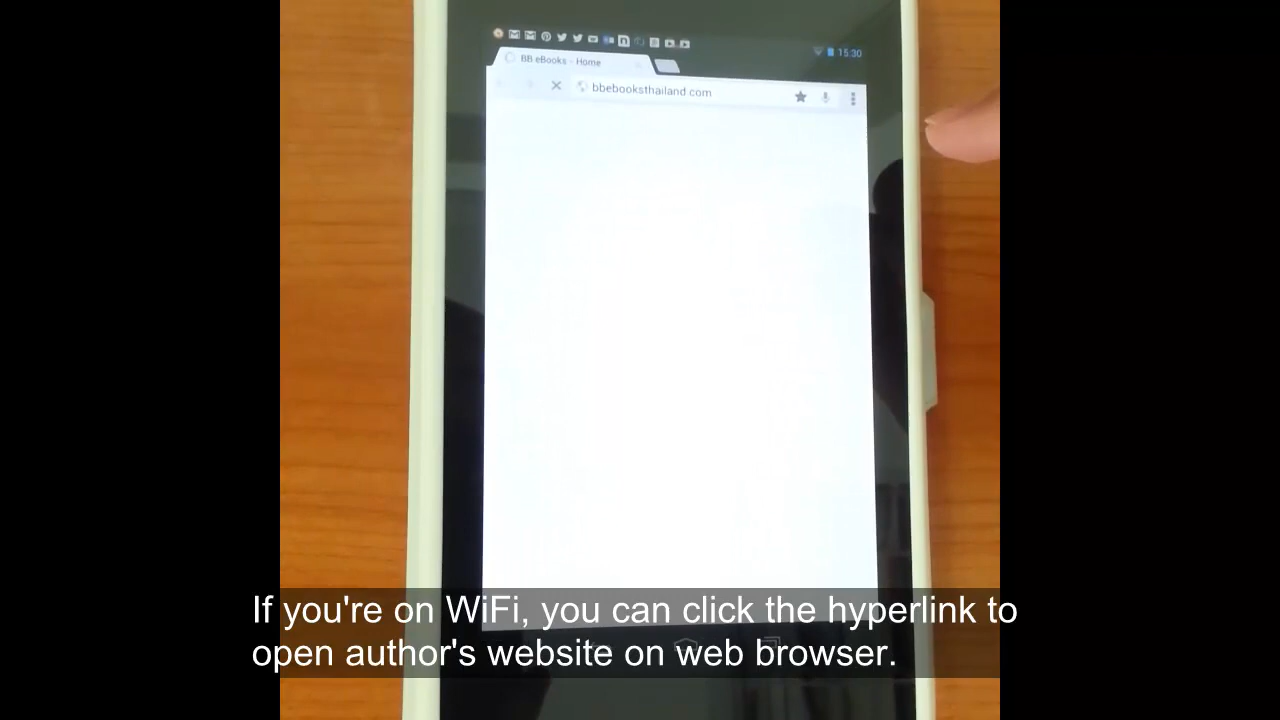 15:30
BB eBooks - Home
bbebooksthailand.com
If you're on WiFi, you can click the hyperlink to
open author's website on web browser.